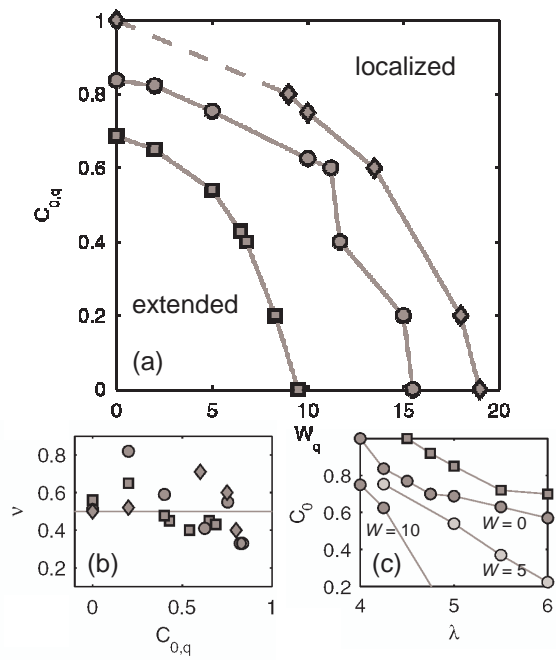 1
0.8
0.6
0.4
0.2
0
C0,q
localized
extended
(a)
0 5 10 15 20
Wq
0.8
0.6
0.4
0.2
ν
(b)
0 0.5 1
C0,q
1.0
0.8
0.6
0.4
0.2
C0
W = 10
W = 0
W = 5
(c)
4 5 6
λ